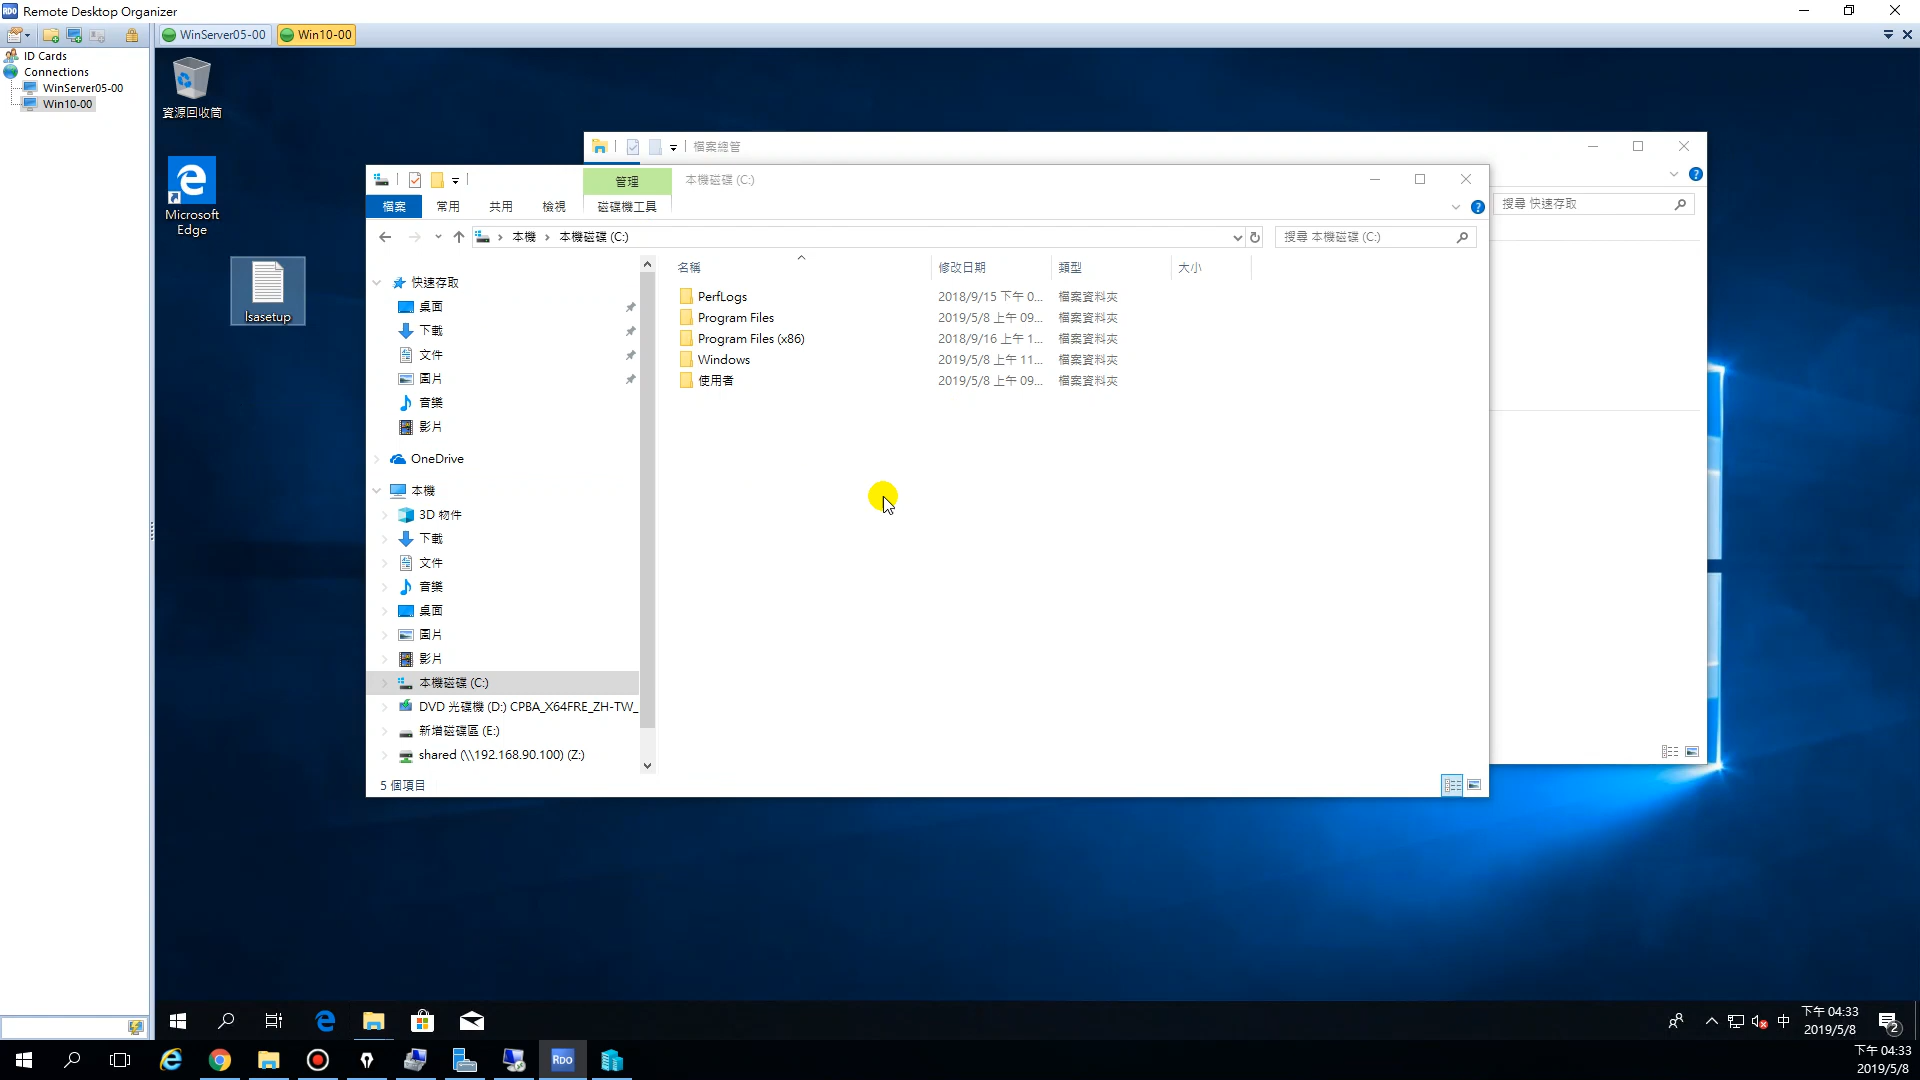 Remote Desktop Organizer
WinServer05-00
Win10-00
ID Cards
Connections
WinServer05-00
Win10-00
資源回收筒
Microsoft
Edge
lsasetup
檔案總管
搜尋 快速存取
管理
本機磁碟 (C:)
檔案
常用
共用
檢視
磁碟機工具
本機
本機磁碟 (C:)
搜尋 本機磁碟 (C:)
名稱
修改日期
類型
大小
PerfLogs
2018/9/15 下午 0...
檔案資料夾
Program Files
2019/5/8 上午 09...
檔案資料夾
Program Files (x86)
2018/9/16 上午 1...
檔案資料夾
Windows
2019/5/8 上午 11...
檔案資料夾
使用者
2019/5/8 上午 09...
檔案資料夾
快速存取
桌面
下載
文件
圖片
音樂
影片
OneDrive
本機
3D 物件
下載
文件
音樂
桌面
圖片
影片
本機磁碟 (C:)
DVD 光碟機 (D:) CPBA_X64FRE_ZH-TW_
新增磁碟區 (E:)
shared (\\192.168.90.100) (Z:)
5 個項目
中
下午 04:33
2019/5/8
2
RDO
下午 04:33
2019/5/8